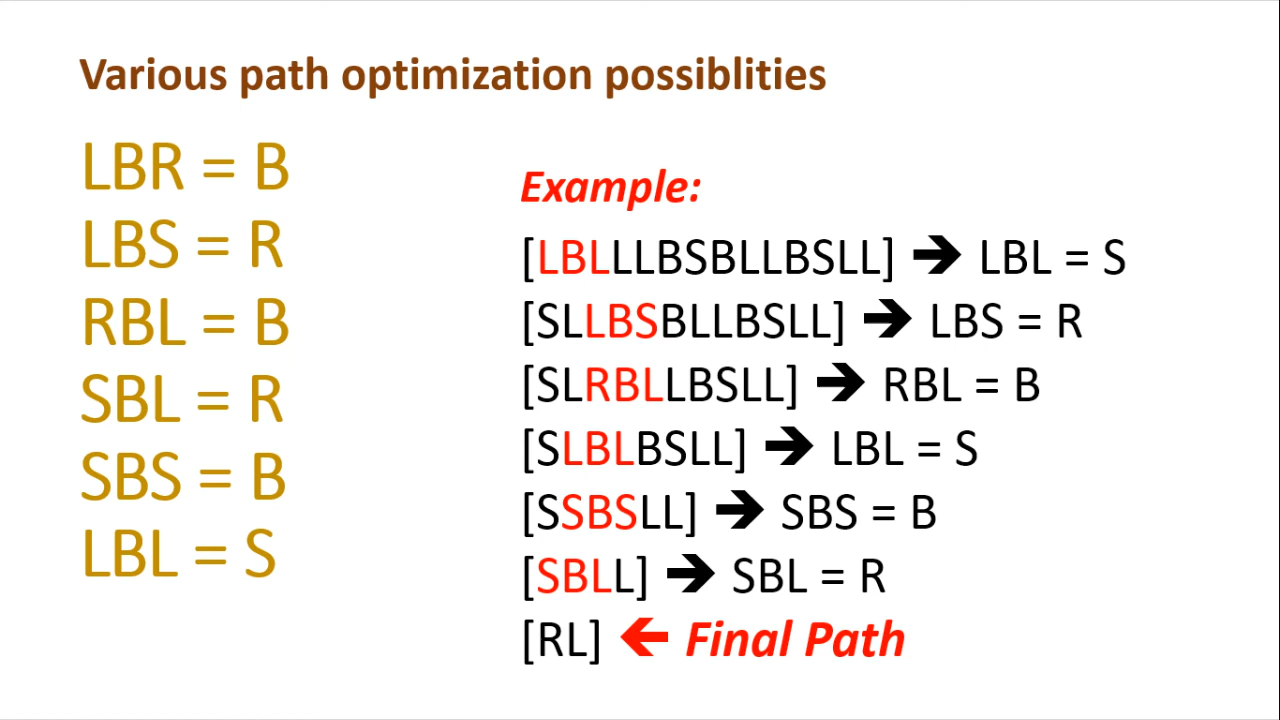 Various path optimization possiblities
LBR = B
LBS = R
RBL = B
SBL = R
SBS = B
LBL = S
Example:
[LBLLLBSBLLBSLL] ➔ LBL = S
[SLLBSBLLBSLL] ➔ LBS = R
[SLRBLLBSLL] ➔ RBL = B
[SLBLBSLL] ➔ LBL = S
[SSBSLL] ➔ SBS = B
[SBLL] ➔ SBL = R
[RL] ← Final Path